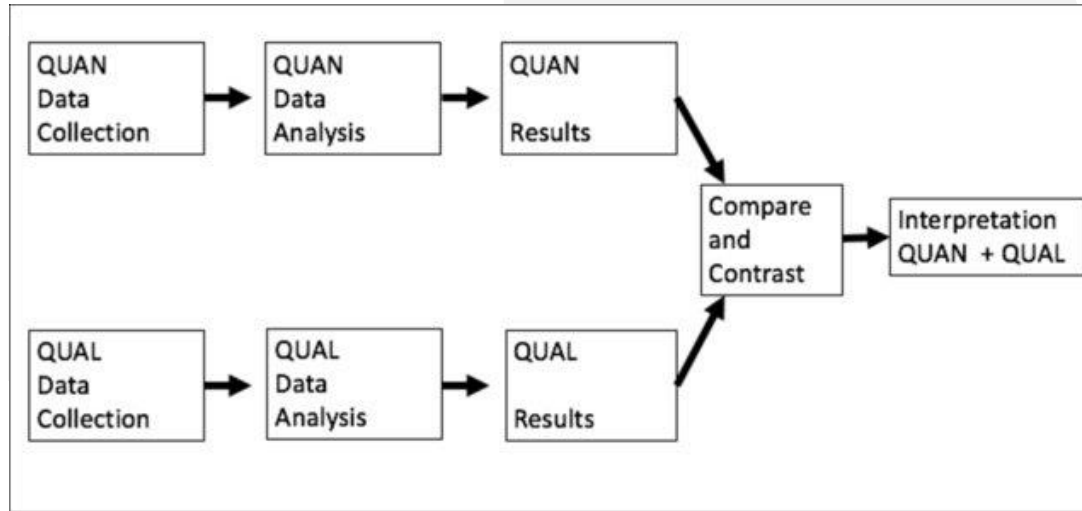 QUAN
Data
Collection
QUAN
Data
Analysis
QUAN
Results
Compare
and
Contrast
Interpretation
QUAN + QUAL
QUAL
Data
Collection
QUAL
Data
Analysis
QUAL
Results